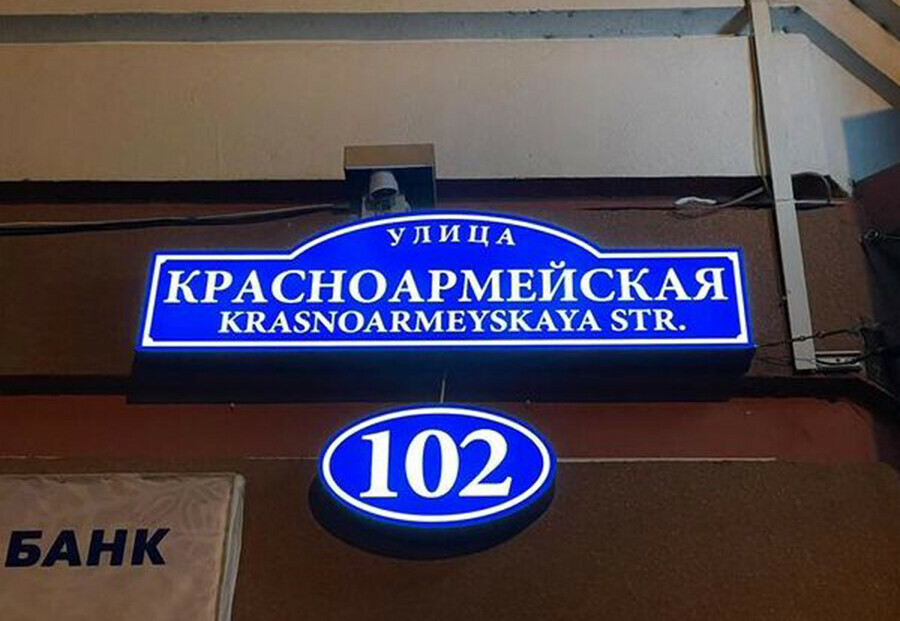 УЛИЦА
КРАСНОАРМЕЙСКАЯ
KRASNOARMEYSKAYA STR.
102
БАНК